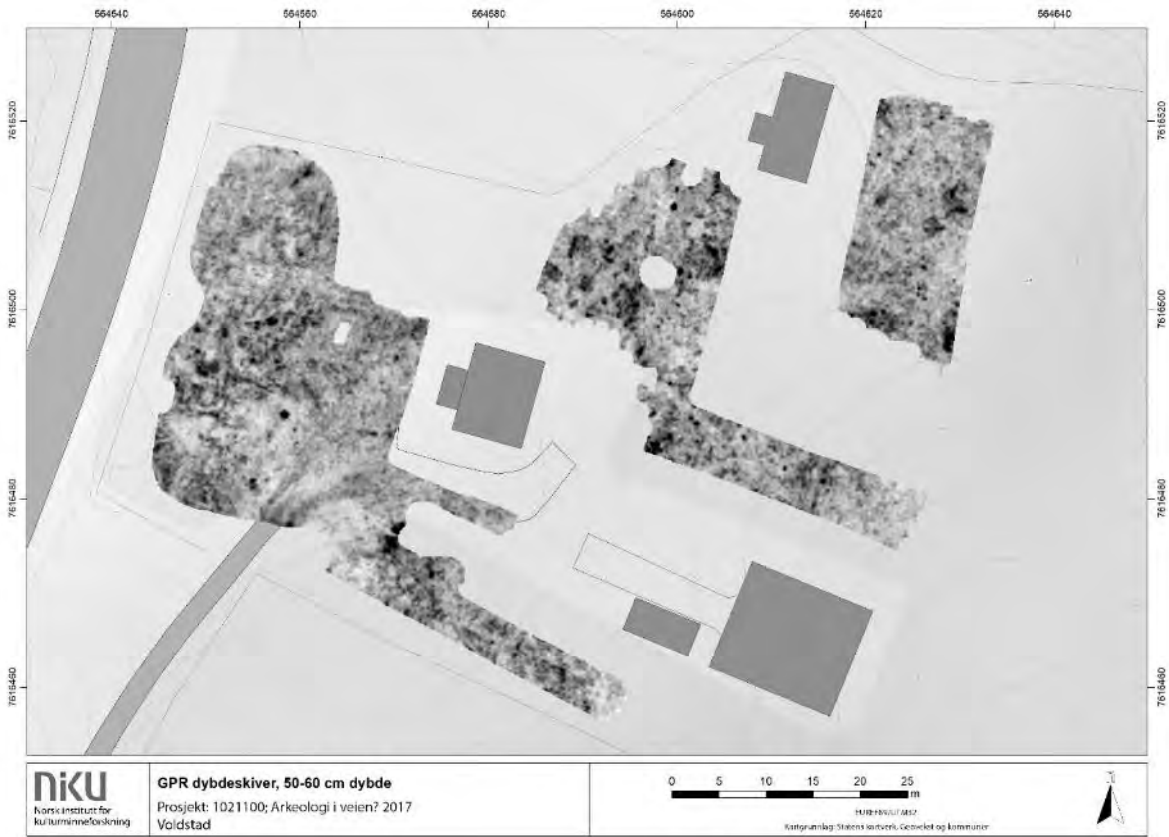 564540 564560 564580 564600 564620 564640
7616520 7616520
7616500 7616500
7616480 7616480
7616460 7616460
NIKU
Norsk institutt for
kulturminneforskning
GPR dybdeskiver, 50-60 cm dybde
Prosjekt: 1021100; Arkeologi i veien? 2017
Voldstad
0 5 10 15 20 25
m
Kartgrunnlag: Statens kartverk, Geovekst og kommuner